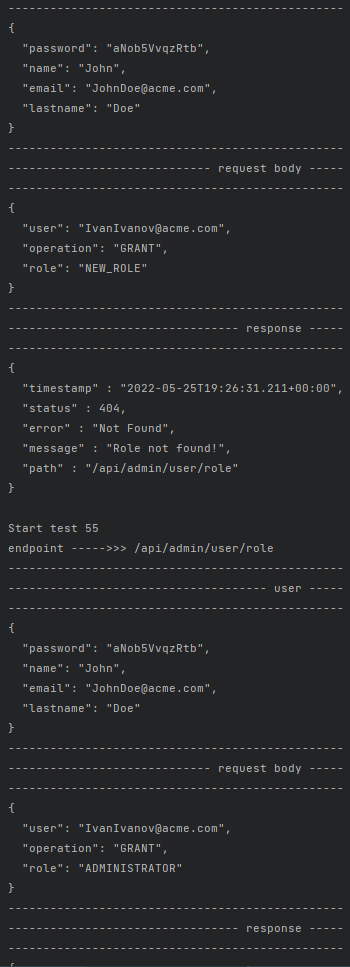 ------------------------------------------------
{
  "password": "aNob5VvqzRtb",
  "name": "John",
  "email": "JohnDoe@acme.com",
  "lastname": "Doe"
}
------------------------------------------------
----------------------------- request body -----
------------------------------------------------
{
  "user": "IvanIvanov@acme.com",
  "operation": "GRANT",
  "role": "NEW_ROLE"
}
------------------------------------------------
--------------------------------- response -----
------------------------------------------------
{
  "timestamp" : "2022-05-25T19:26:31.211+00:00",
  "status" : 404,
  "error" : "Not Found",
  "message" : "Role not found!",
  "path" : "/api/admin/user/role"
}

Start test 55
endpoint ----->>> /api/admin/user/role
------------------------------------------------
------------------------------------- user -----
------------------------------------------------
{
  "password": "aNob5VvqzRtb",
  "name": "John",
  "email": "JohnDoe@acme.com",
  "lastname": "Doe"
}
------------------------------------------------
----------------------------- request body -----
------------------------------------------------
{
  "user": "IvanIvanov@acme.com",
  "operation": "GRANT",
  "role": "ADMINISTRATOR"
}
------------------------------------------------
--------------------------------- response -----
------------------------------------------------
{